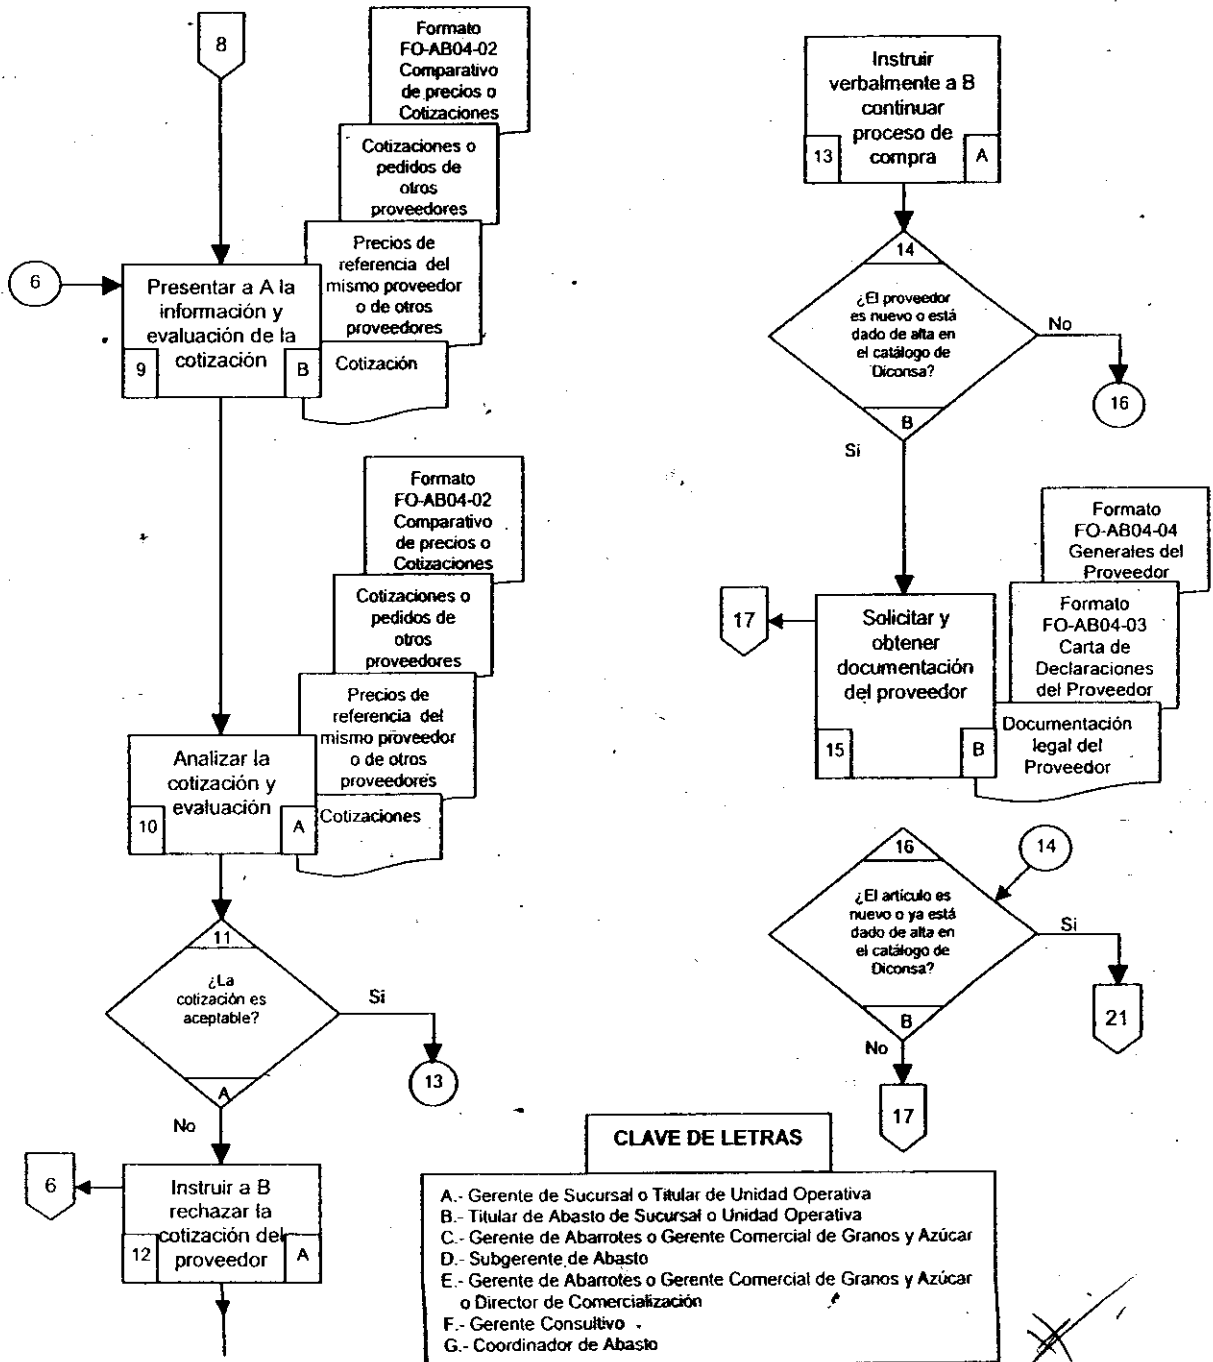 8
Formato
FO-AB04-02
Comparativo
de precios o
Cotizaciones
Cotizaciones o
pedidos de
otros
proveedores
Precios de
referencia del
mismo proveedor
o de otros
proveedores
Cotización
6
Presentar a A la
información y
evaluación de la
cotización
9
B
Formato
FO-AB04-02
Comparativo
de precios o
Cotizaciones
Cotizaciones o
pedidos de
otros
proveedores
Precios de
referencia del
mismo proveedor
o de otros
proveedores
Cotizaciones
Analizar la
cotización y
evaluación
10
A
11
¿La
cotización es
aceptable?
A
Si
13
No
6
Instruir a B
rechazar la
cotización del
proveedor
12
A
Instruir
verbalmente a B
continuar
proceso de
compra
13
A
14
¿El proveedor
es nuevo o está
dado de alta en
el catálogo de
Diconsa?
B
No
16
Si
Formato
FO-AB04-04
Generales del
Proveedor
Formato
FO-AB04-03
Carta de
Declaraciones
del Proveedor
Documentación
legal del
Proveedor
17
Solicitar y
obtener
documentación
del proveedor
15
B
16
14
¿El artículo es
nuevo o ya está
dado de alta en
el catálogo de
Diconsa?
B
Si
21
No
17
CLAVE DE LETRAS
A.- Gerente de Sucursal o Titular de Unidad Operativa
B.- Titular de Abasto de Sucursal o Unidad Operativa
C.- Gerente de Abarrotes o Gerente Comercial de Granos y Azúcar
D.- Subgerente de Abasto
E.- Gerente de Abarrotes o Gerente Comercial de Granos y Azúcar
o Director de Comercialización
F.- Gerente Consultivo
G.- Coordinador de Abasto